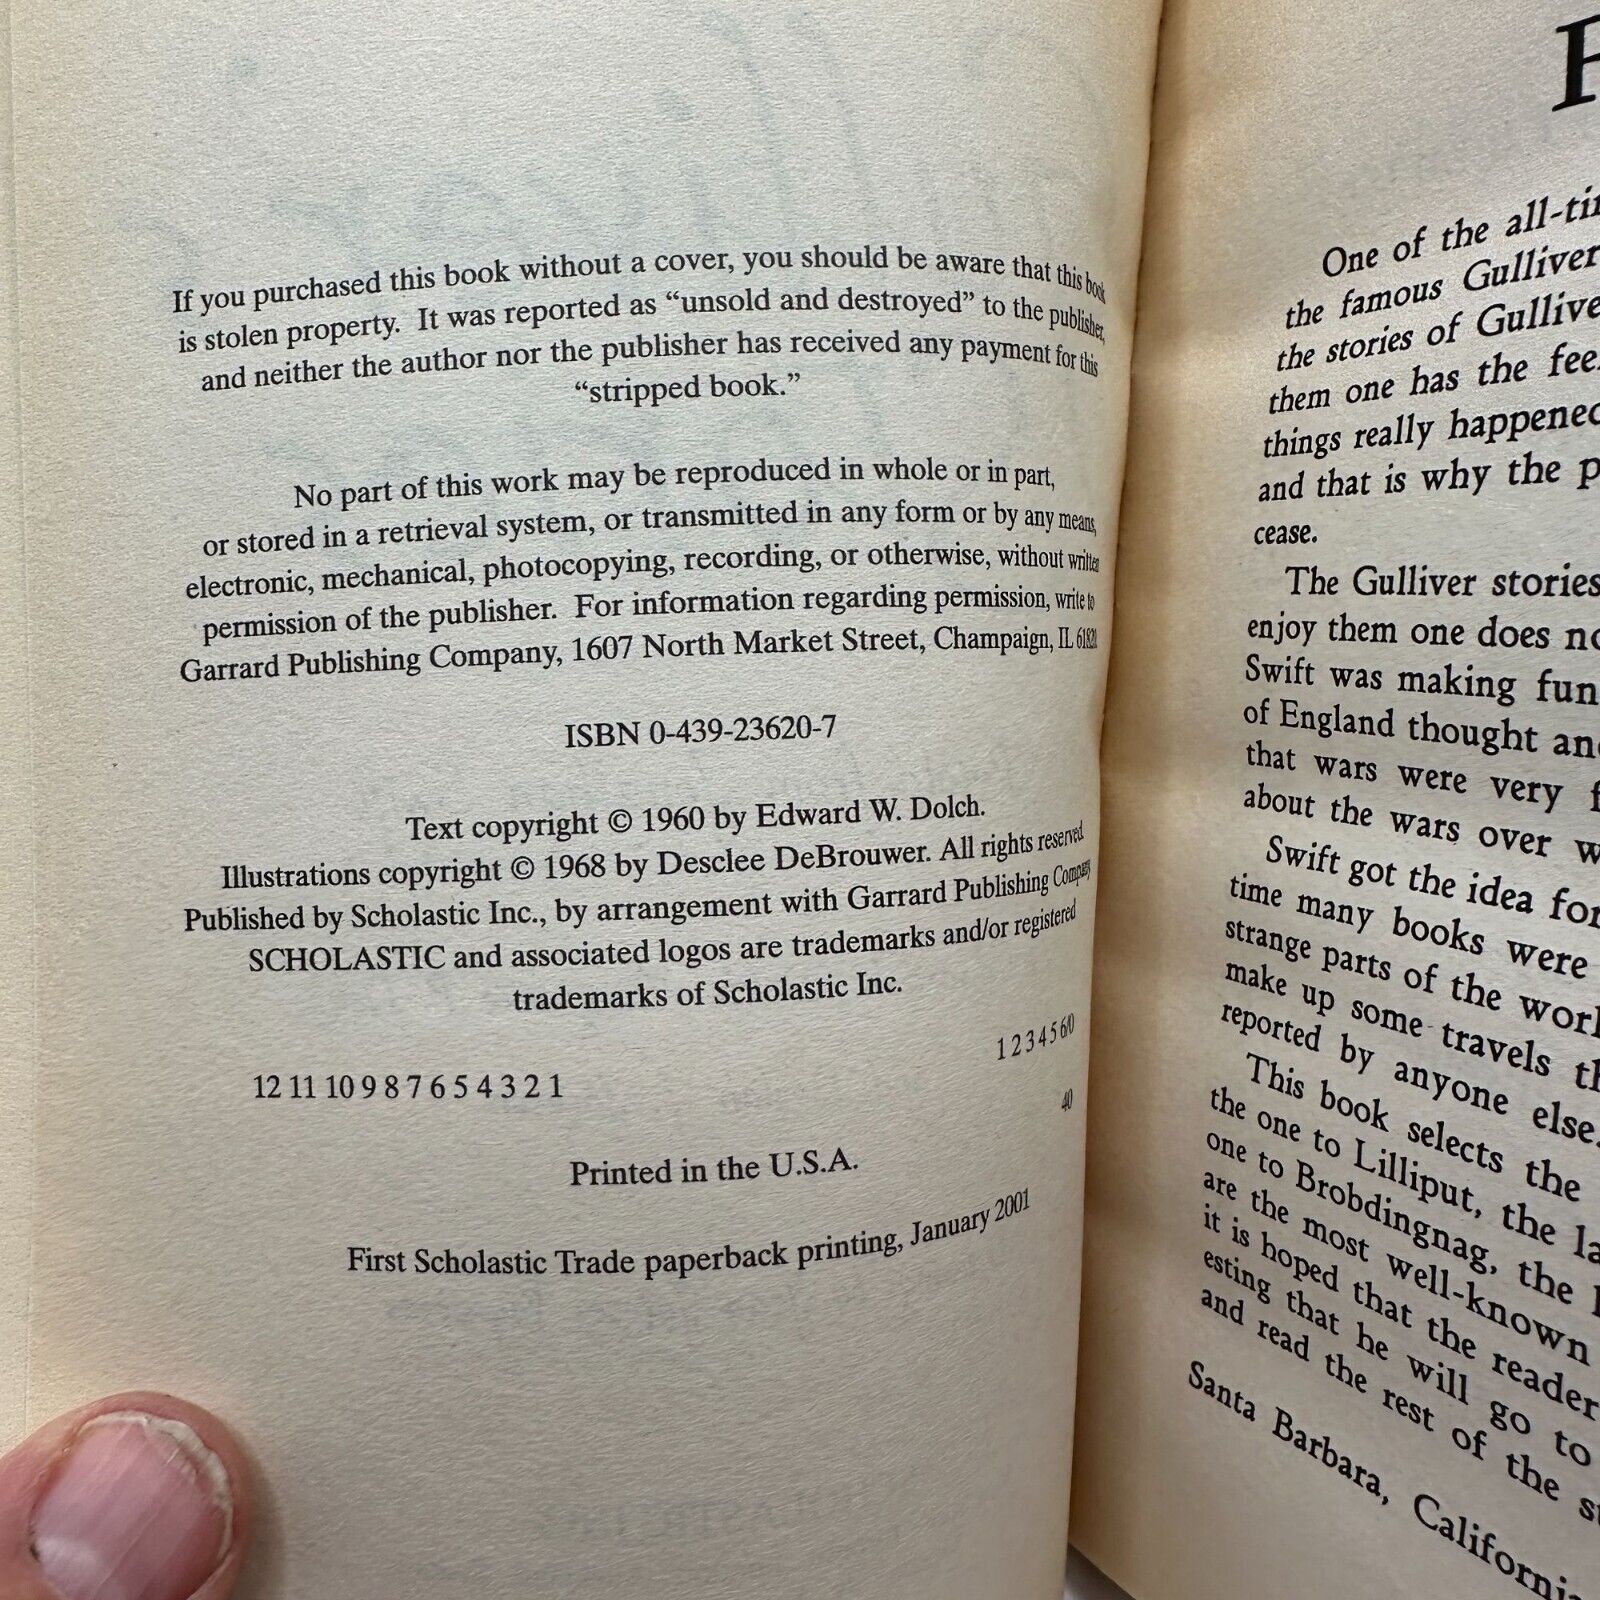 If you purchased this book without a cover, you should be aware that this book
is stolen property. It was reported as “unsold and destroyed” to the publisher,
and neither the author nor the publisher has received any payment for this
“stripped book.”
No part of this work may be reproduced in whole or in part,
or stored in a retrieval system, or transmitted in any form or by any means,
electronic, mechanical, photocopying, recording, or otherwise, without written
permission of the publisher. For information regarding permission, write to
Garrard Publishing Company, 1607 North Market Street, Champaign, IL 61820
ISBN 0-439-23620-7
Text copyright © 1960 by Edward W. Dolch.
Illustrations copyright © 1968 by Desclee DeBrouwer. All rights reserved
Published by Scholastic Inc., by arrangement with Garrard Publishing Company
SCHOLASTIC and associated logos are trademarks and/or registered
trademarks of Scholastic Inc.
12 11 10 9 8 7 6 5 4 3 2 1 1 2 3 4 5 6/0
40
Printed in the U.S.A.
First Scholastic Trade paperback printing, January 2001
One of the all-
the famous Gulliver
the stories of
them one has the
things really happened
and that is why the
cease.
The Gulliver stories
enjoy them one does
Swift was making fun
of England thought
that wars were very
about the wars over
Swift got the idea for
time many books were
strange parts of the
make up some travels
reported by anyone else.
This book selects the
the one to Lilliput, the
one to Brobdingnag, the
are the most well-known
it is hoped that the reader
esting that he will go to
and read the rest of the
Santa Barbara, California